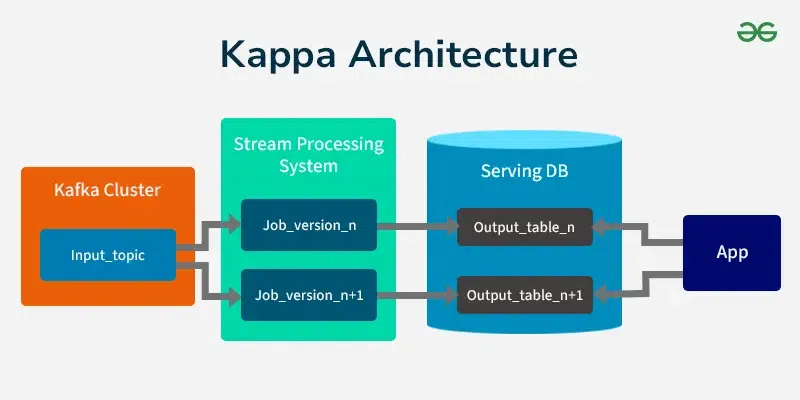 Kappa Architecture
Kafka Cluster
Input_topic
Stream Processing
System
Job_version_n
Job_version_n+1
Serving DB
Output_table_n
Output_table_n+1
App